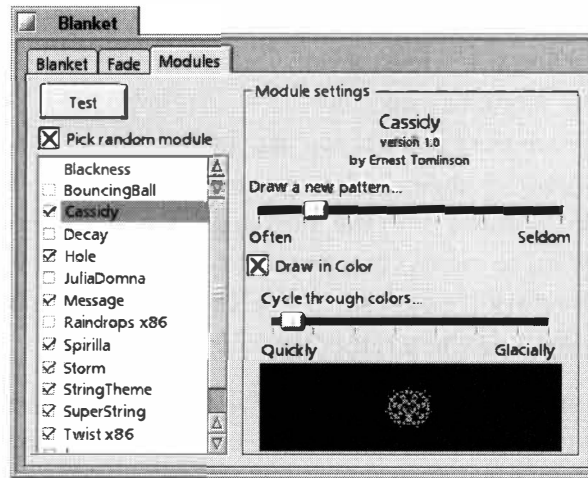 Blanket
Blanket Fade Modules
Test
Pick random module
Blackness
BouncingBall
Cassidy
Decay
Hole
JuliaDomna
Message
Raindrops x86
Spirilla
Storm
StringTheme
SuperString
Twist x86
Module settings
Cassidy
version 1.0
by Ernest Tomlinson
Draw a new pattern...
Often Seldom
Draw in Color
Cycle through colors...
Quickly Glacially